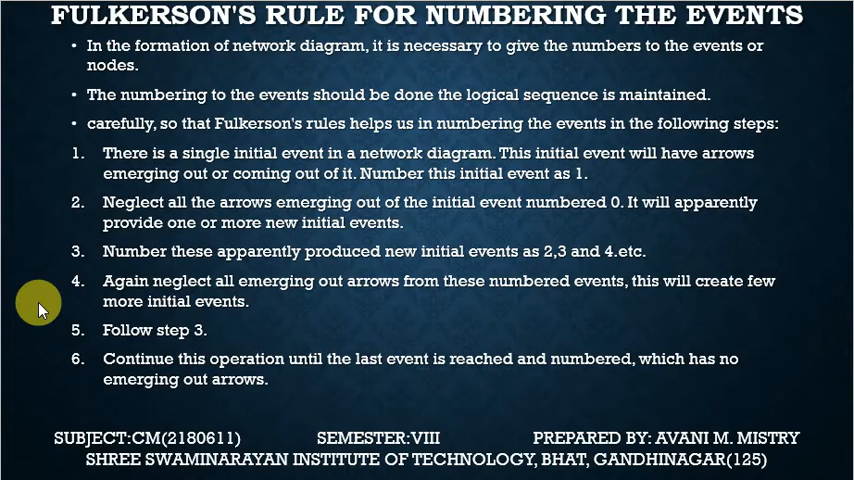 FULKERSON'S RULE FOR NUMBERING THE EVENTS
• In the formation of network diagram, it is necessary to give the numbers to the events or
nodes.
• The numbering to the events should be done the logical sequence is maintained.
• carefully, so that Fulkerson's rules helps us in numbering the events in the following steps:
1. There is a single initial event in a network diagram. This initial event will have arrows
emerging out or coming out of it. Number this initial event as 1.
2. Neglect all the arrows emerging out of the initial event numbered 0. It will apparently
provide one or more new initial events.
3. Number these apparently produced new initial events as 2,3 and 4.etc.
4. Again neglect all emerging out arrows from these numbered events, this will create few
more initial events.
5. Follow step 3.
6. Continue this operation until the last event is reached and numbered, which has no
emerging out arrows.
SUBJECT:CM(2180611) SEMESTER:VIII PREPARED BY: AVANI M. MISTRY
SHREE SWAMINARAYAN INSTITUTE OF TECHNOLOGY, BHAT, GANDHINAGAR(125)